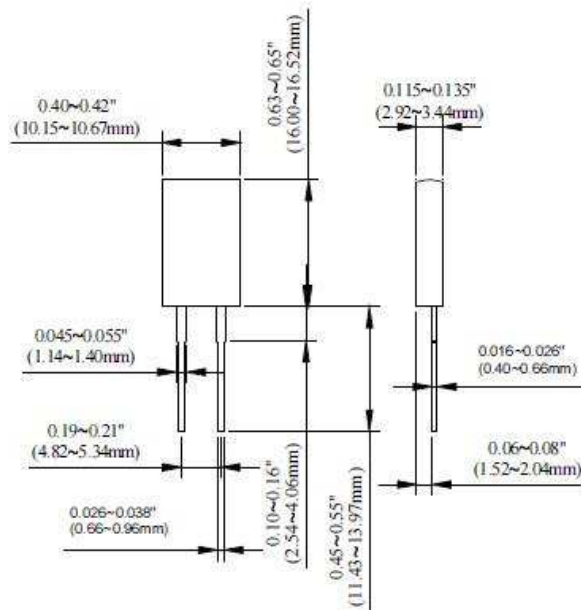 0.40~0.42"
(10.15~10.67mm)
0.63~0.65"
(16.00~16.52mm)
0.115~0.135"
(2.92~3.44mm)
0.045~0.055"
(1.14~1.40mm)
0.016~0.026"
(0.40~0.66mm)
0.19~0.21"
(4.82~5.34mm)
0.06~0.08"
(1.52~2.04mm)
0.026~0.038"
(0.66~0.96mm)
0.10~0.16"
(2.54~4.06mm)
0.45~0.55"
(11.43~13.97mm)